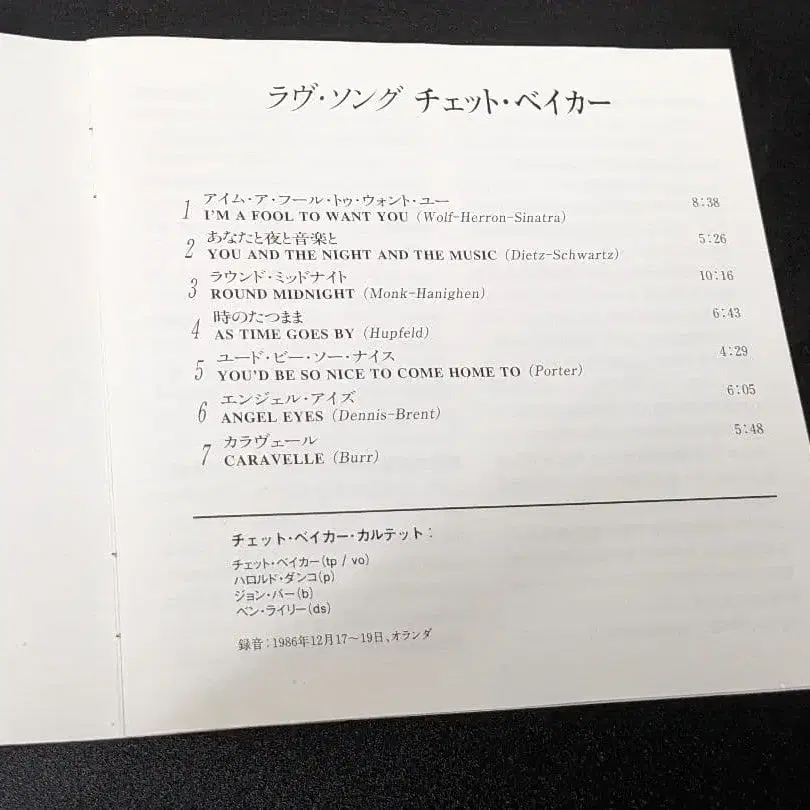 ラヴ・ソング チェット・ベイカー
1 アイム・ア・フール・トゥ・ウォント・ユー 8:38
I'M A FOOL TO WANT YOU (Wolf-Herron-Sinatra)
2 あなたと夜と音楽と 5:26
YOU AND THE NIGHT AND THE MUSIC (Dietz-Schwartz)
3 ラウンド・ミッドナイト 10:16
ROUND MIDNIGHT (Monk-Hanighen)
4 時のたつまま 6:43
AS TIME GOES BY (Hupfeld)
5 ユード・ビー・ソー・ナイス 4:29
YOU'D BE SO NICE TO COME HOME TO (Porter)
6 エンジェル・アイズ 6:05
ANGEL EYES (Dennis-Brent)
7 カラヴェール 5:48
CARAVELLE (Burr)
チェット・ベイカー・カルテット:
チェット・ベイカー(tp / vo)
ハロルド・ダンコ(p)
ジョン・バー(b)
ベン・ライリー(ds)
録音:1986年12月17〜19日、オランダ